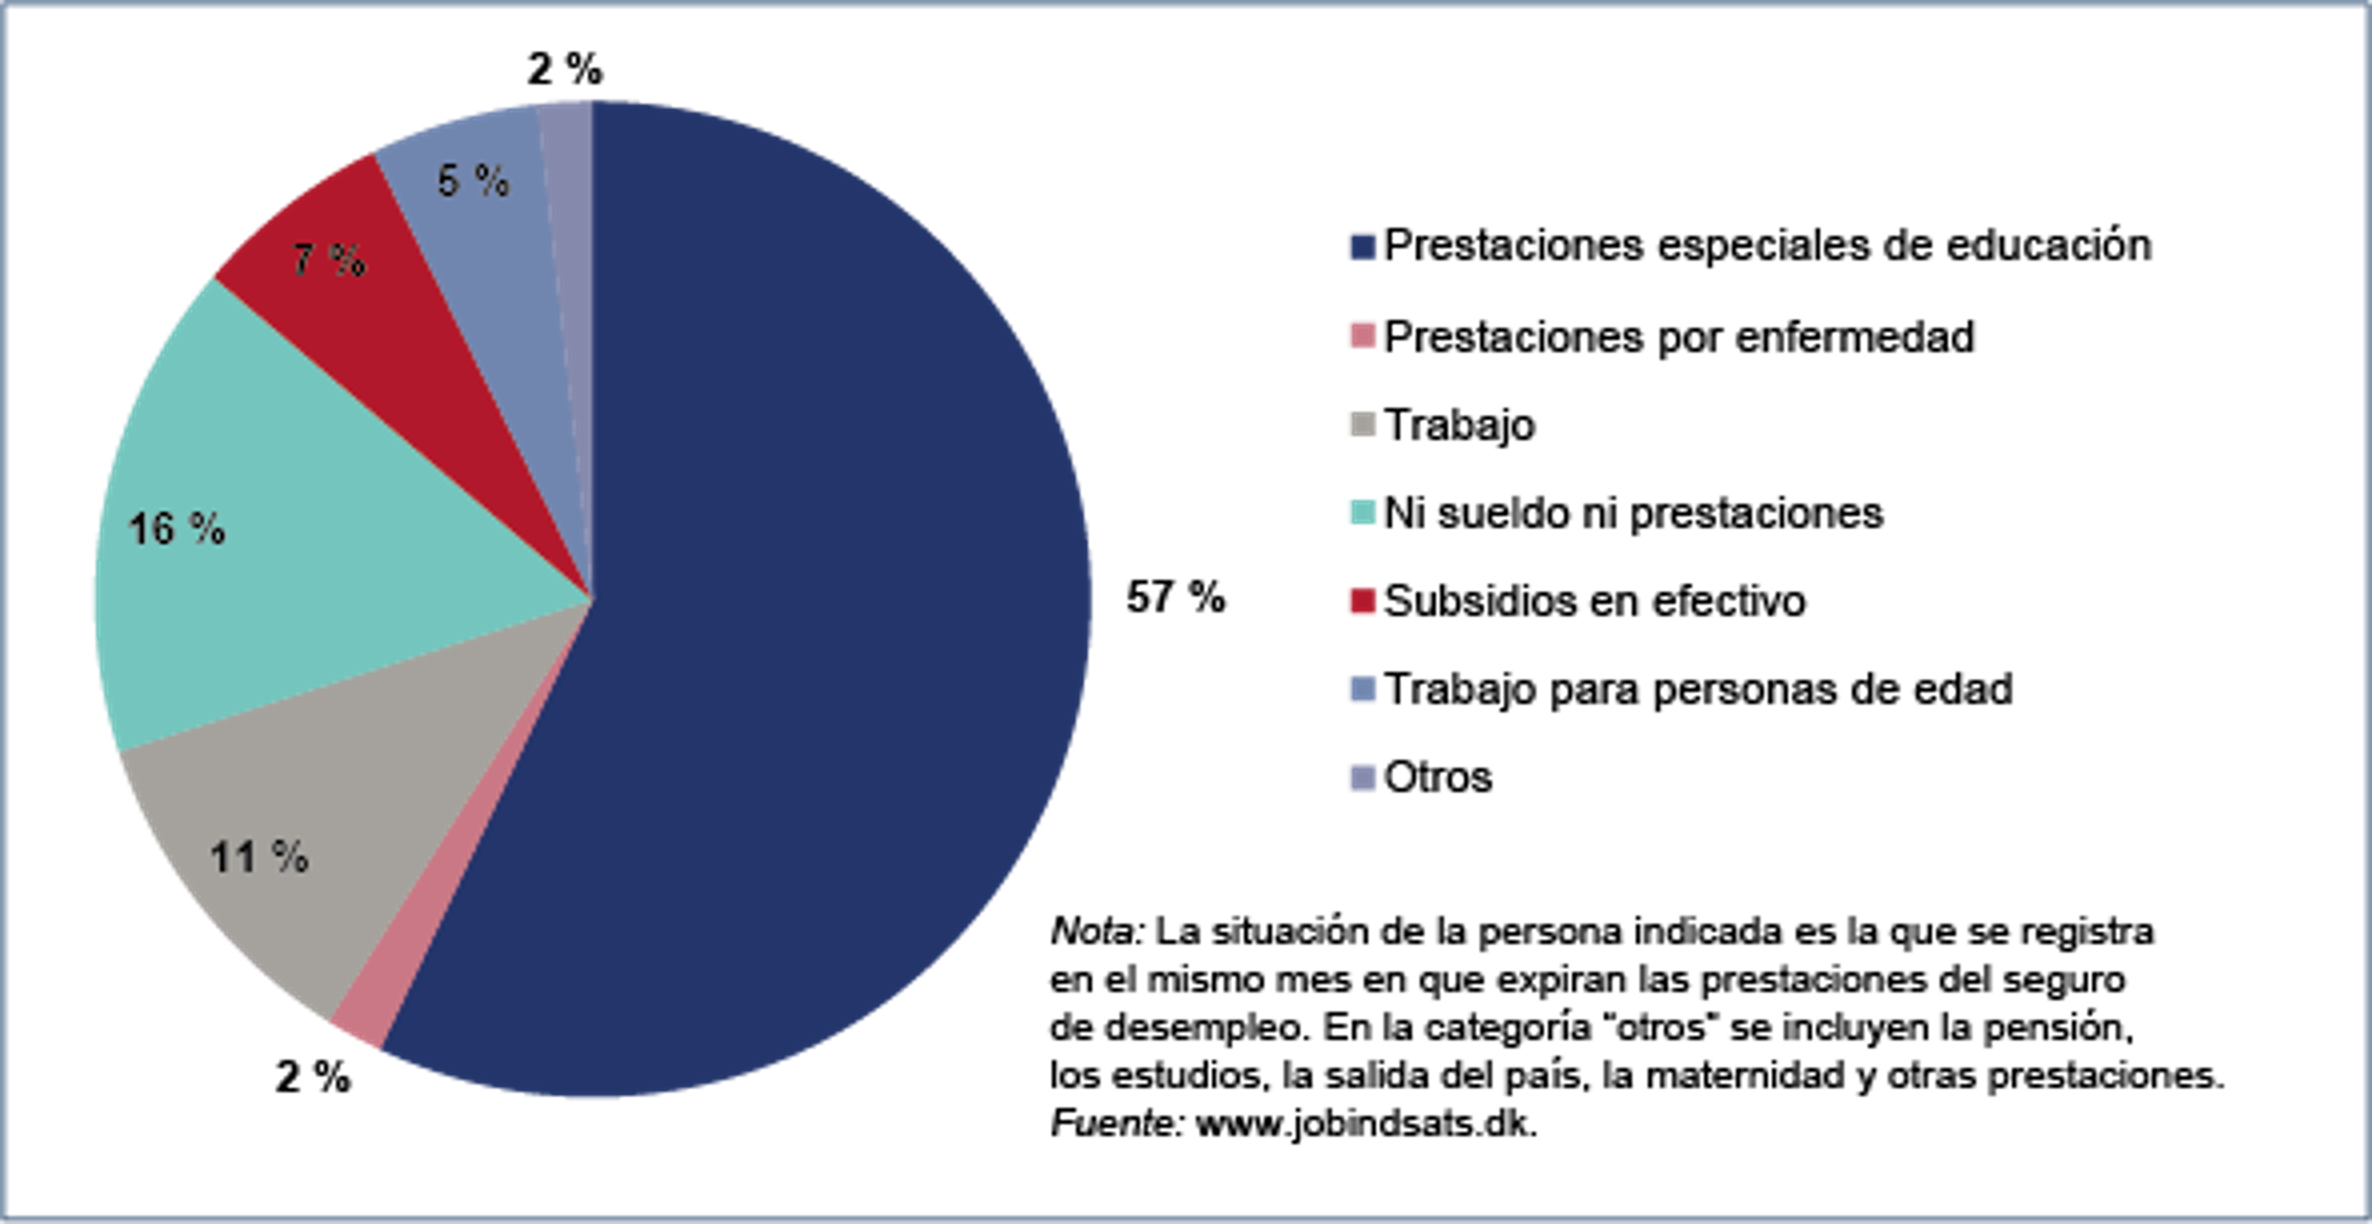 2 %
5 %
7 %
16 %
57 %
11 %
2 %
Prestaciones especiales de educación
Prestaciones por enfermedad
Trabajo
Ni sueldo ni prestaciones
Subsidios en efectivo
Trabajo para personas de edad
Otros
Nota: La situación de la persona indicada es la que se registra
en el mismo mes en que expiran las prestaciones del seguro
de desempleo. En la categoría “otros” se incluyen la pensión,
los estudios, la salida del país, la maternidad y otras prestaciones.
Fuente: www.jobindsats.dk.